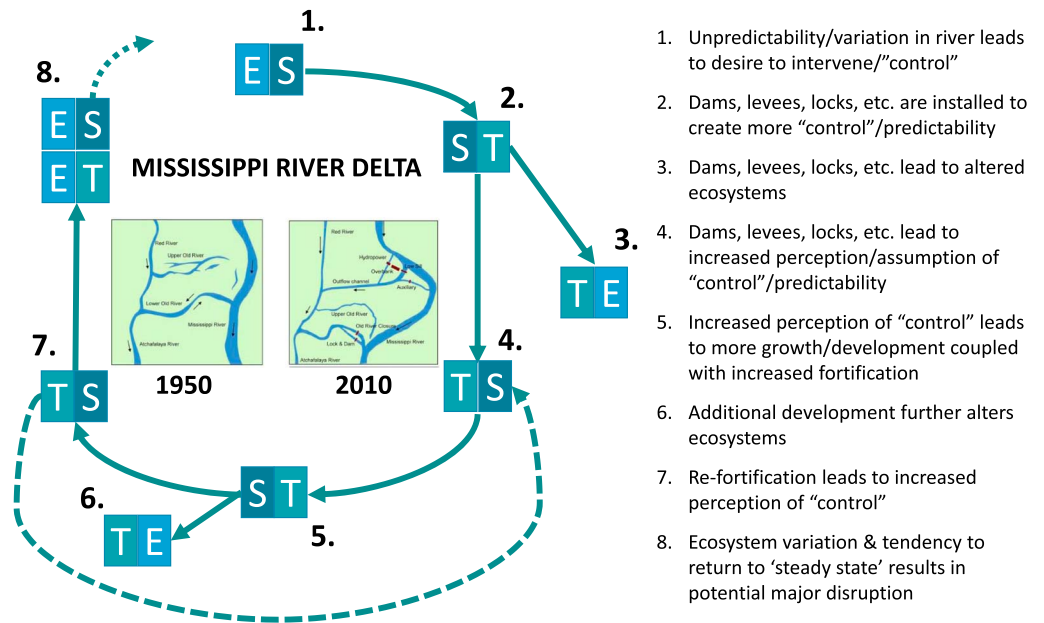 1.
E S
2.
S T
3.
T E
4.
T S
5.
S T
6.
T E
7.
T S
8.
E S
E T
MISSISSIPPI RIVER DELTA
Red River
Upper Old River
Lower Old River
Mississippi River
Atchafalaya River
1950
Red River
Hydropower
Low Sill
Overbank
Outflow channel
Auxiliary
Upper Old River
Old River Closure
Lock & Dam
Mississippi River
Atchafalaya River
2010
1. Unpredictability/variation in river leads
to desire to intervene/”control”
2. Dams, levees, locks, etc. are installed to
create more “control”/predictability
3. Dams, levees, locks, etc. lead to altered
ecosystems
4. Dams, levees, locks, etc. lead to
increased perception/assumption of
“control”/predictability
5. Increased perception of “control” leads
to more growth/development coupled
with increased fortification
6. Additional development further alters
ecosystems
7. Re-fortification leads to increased
perception of “control”
8. Ecosystem variation & tendency to
return to ‘steady state’ results in
potential major disruption